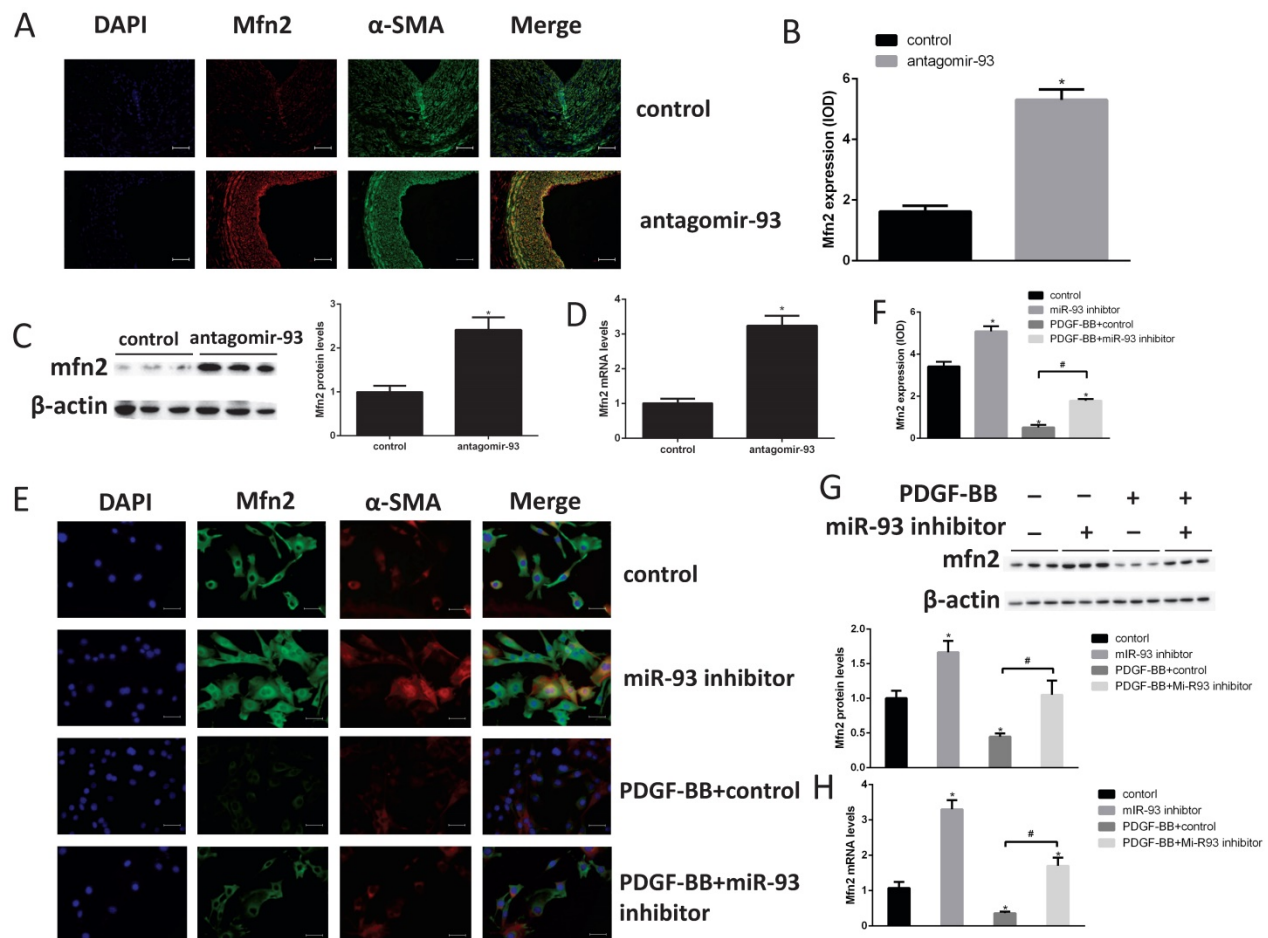 A
DAPI Mfn2 α-SMA Merge
control
antagomir-93
B
control
antagomir-93
Mfn2 expression (IOD)
6
4
2
0
*
C
control antagomir-93
mfn2
β-actin
Mfn2 protein levels
3
2
1
0
*
control antagomir-93
D
Mfn2 mRNA levels
4
3
2
1
0
*
control antagomir-93
F
control
miR-93 inhibitor
PDGF-BB+control
PDGF-BB+miR-93 inhibitor
Mfn2 expression (IOD)
6
4
2
0
*
#
*
*
E
DAPI Mfn2 α-SMA Merge
control
miR-93 inhibitor
PDGF-BB+control
PDGF-BB+miR-93
inhibitor
G
PDGF-BB − − + +
miR-93 inhibitor − + − +
mfn2
β-actin
Mfn2 protein levels
2.0
1.5
1.0
0.5
0.0
*
#
*
contorl
mIR-93 inhibtor
PDGF-BB+control
PDGF-BB+Mi-R93 inhibitor
H
Mfn2 mRNA levels
4
3
2
1
0
*
#
*
*
contorl
mIR-93 inhibtor
PDGF-BB+control
PDGF-BB+Mi-R93 inhibitor